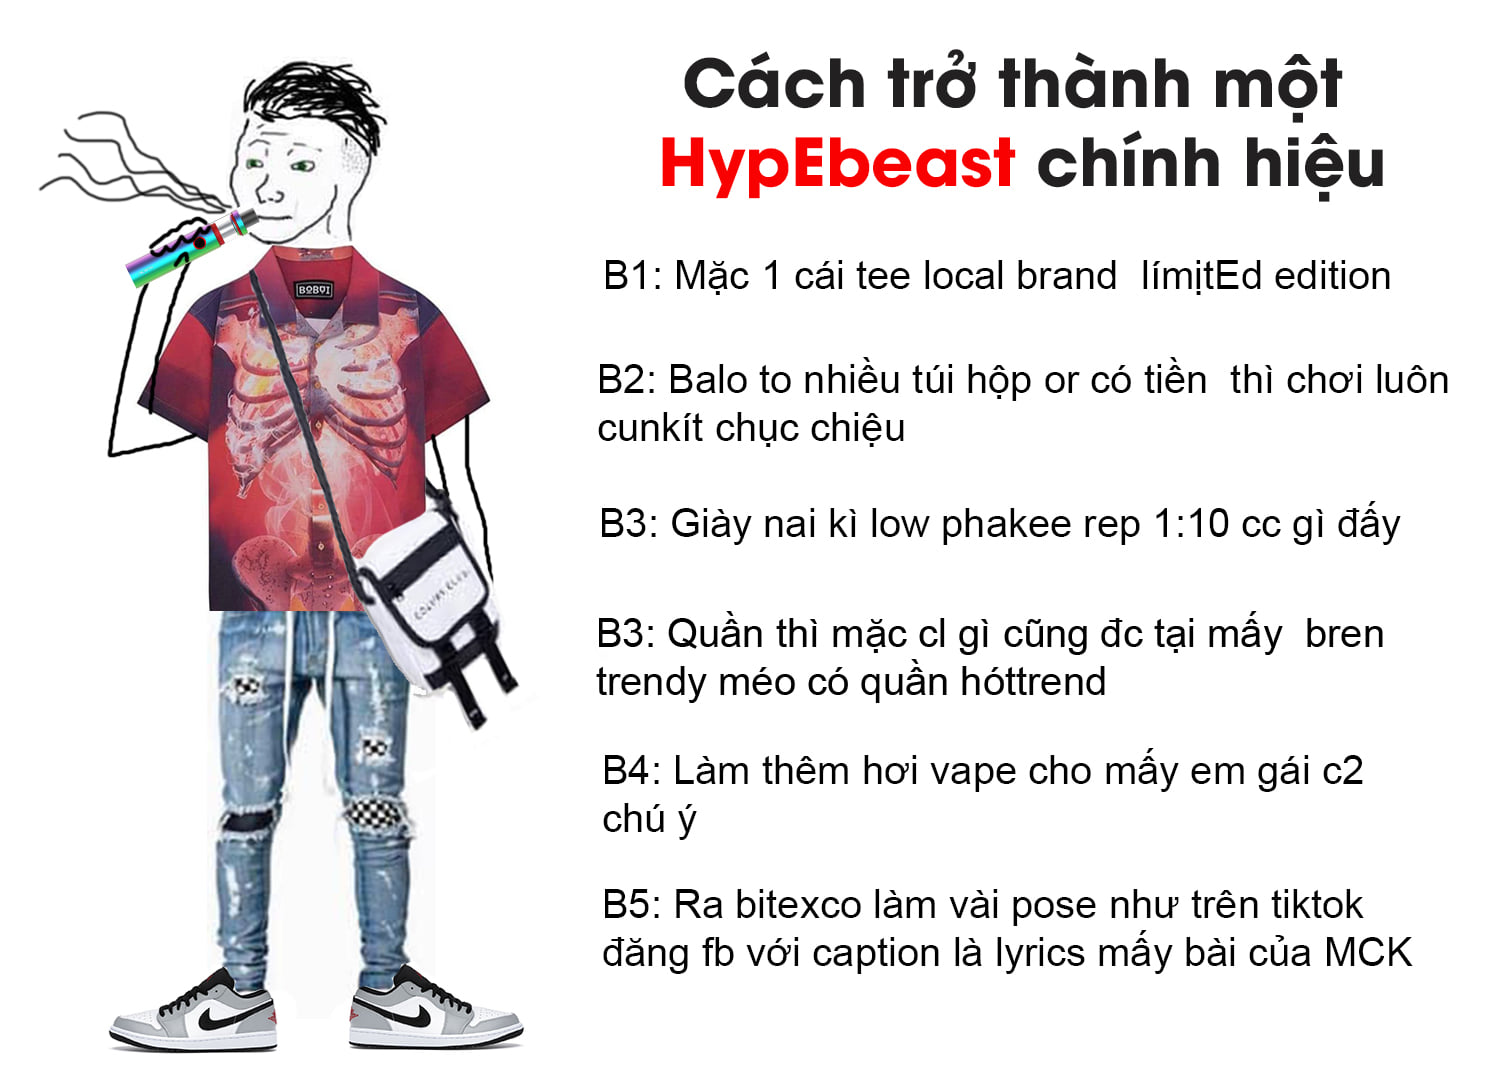 Cách trở thành một
HypEbeast chính hiệu
B1: Mặc 1 cái tee local brand  límịtEd edition
B2: Balo to nhiều túi hộp or có tiền  thì chơi luôn
cunkít chục chiệu
B3: Giày nai kì low phakee rep 1:10 cc gì đấy
B3: Quần thì mặc cl gì cũng đc tại mấy  bren
trendy méo có quần hóttrend
B4: Làm thêm hơi vape cho mấy em gái c2
chú ý
B5: Ra bitexco làm vài pose như trên tiktok
đăng fb với caption là lyrics mấy bài của MCK
BOBUI